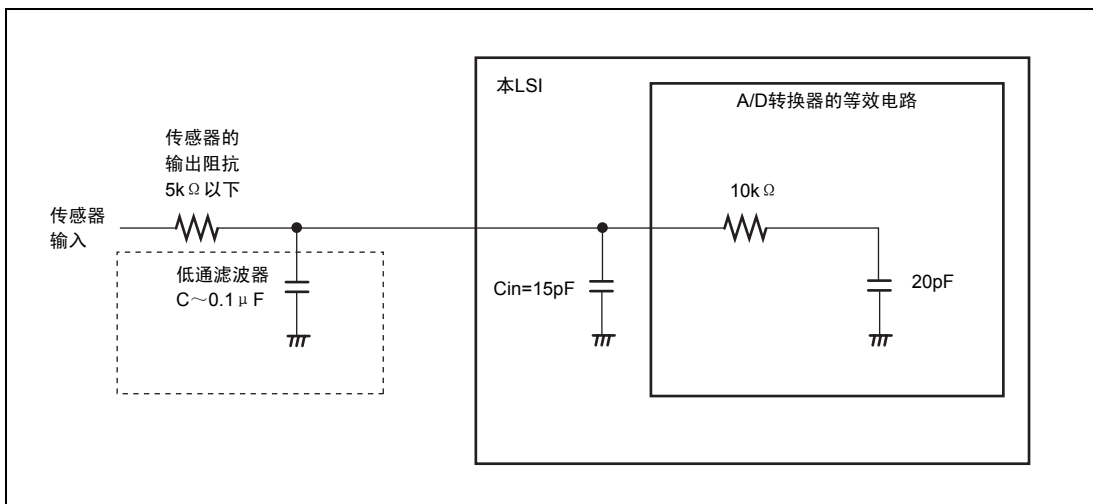 本LSI
A/D转换器的等效电路
传感器的
输出阻抗
5kΩ以下
10kΩ
传感器
输入
低通滤波器
C～0.1μF
Cin=15pF
20pF